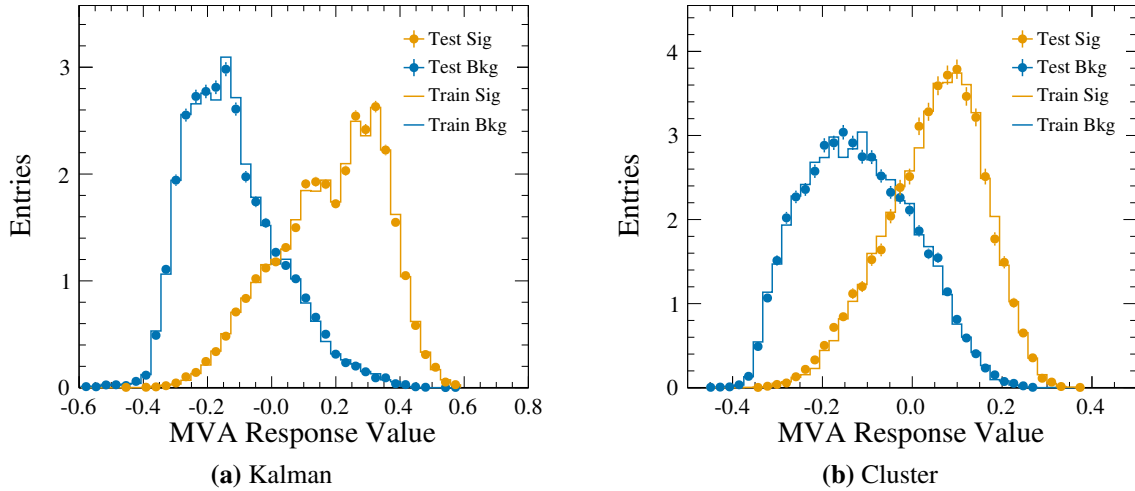 Entries
3
2
1
0
Test Sig
Test Bkg
Train Sig
Train Bkg
-0.6 -0.4 -0.2 -0.0 0.2 0.4 0.6 0.8
MVA Response Value
(a) Kalman
Entries
4
3
2
1
0
Test Sig
Test Bkg
Train Sig
Train Bkg
-0.4 -0.2 0.0 0.2 0.4
MVA Response Value
(b) Cluster